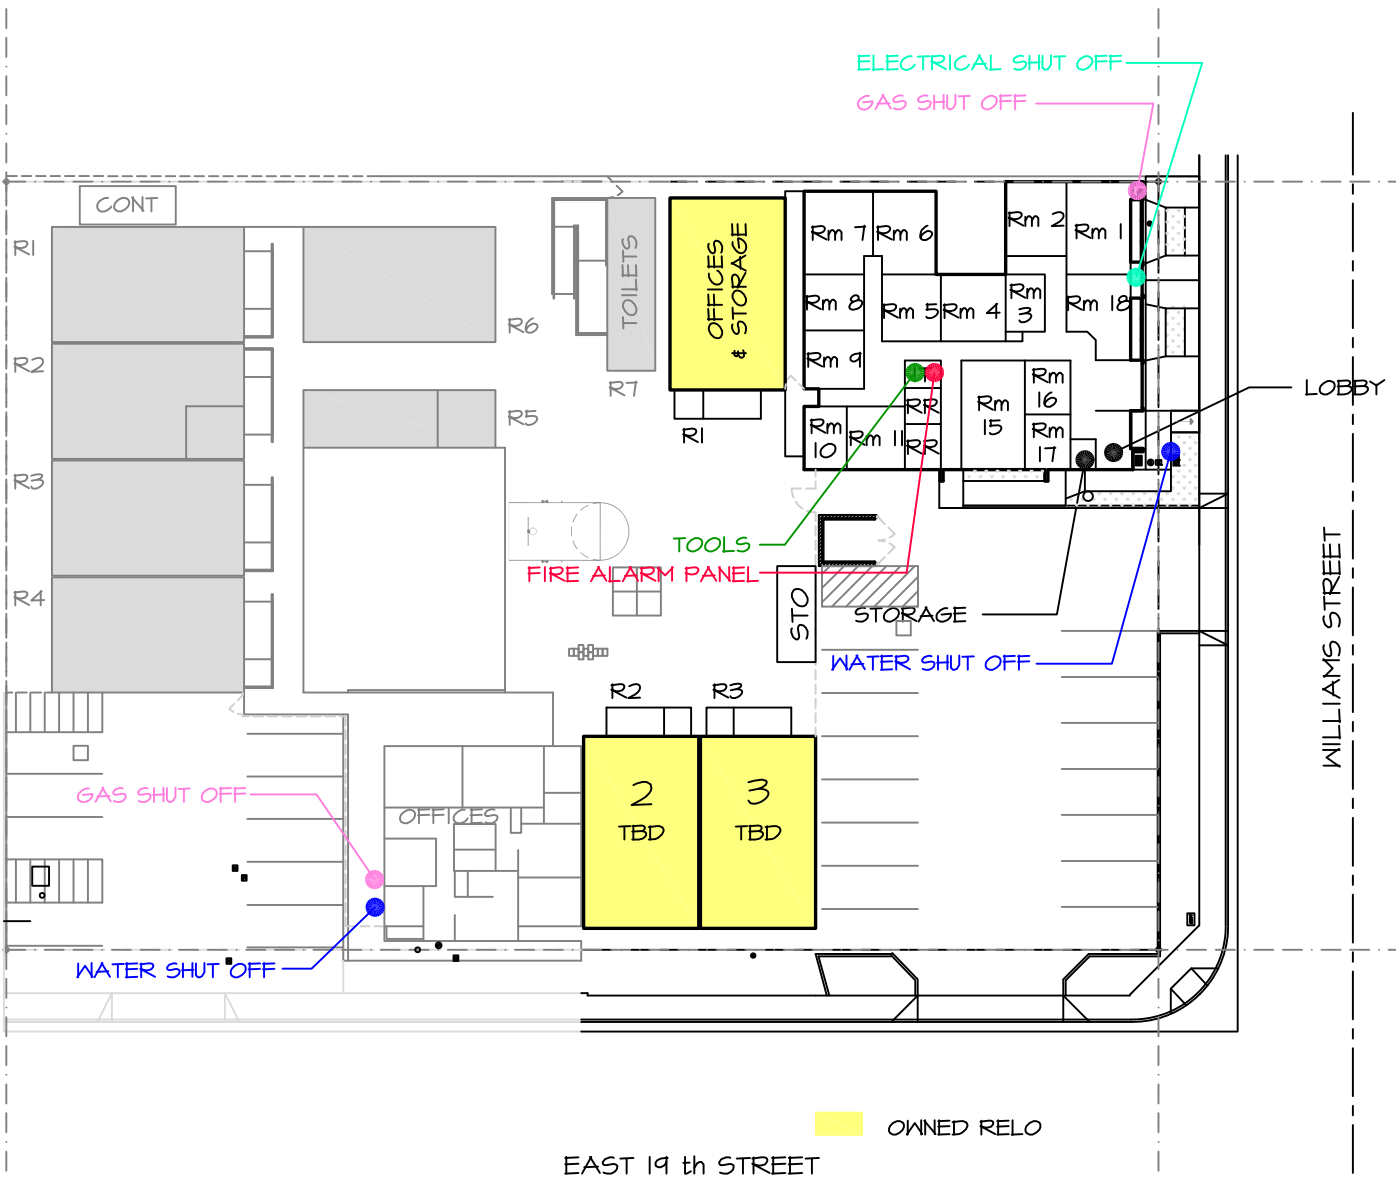 ELECTRICAL SHUT OFF
GAS SHUT OFF
CONT
R1
R2
R3
R4
R6
R5
TOILETS
R7
OFFICES
& STORAGE
R1
Rm 7
Rm 6
Rm 2
Rm 1
Rm 8
Rm 5
Rm 4
Rm
3
Rm 18
Rm 9
Rm
10
Rm 11
RR
RR
Rm
15
Rm
16
Rm
17
LOBBY
TOOLS
FIRE ALARM PANEL
STO
STORAGE
WATER SHUT OFF
WILLIAMS STREET
R2
R3
2
TBD
3
TBD
GAS SHUT OFF
OFFICES
WATER SHUT OFF
OWNED RELO
EAST 19 th STREET